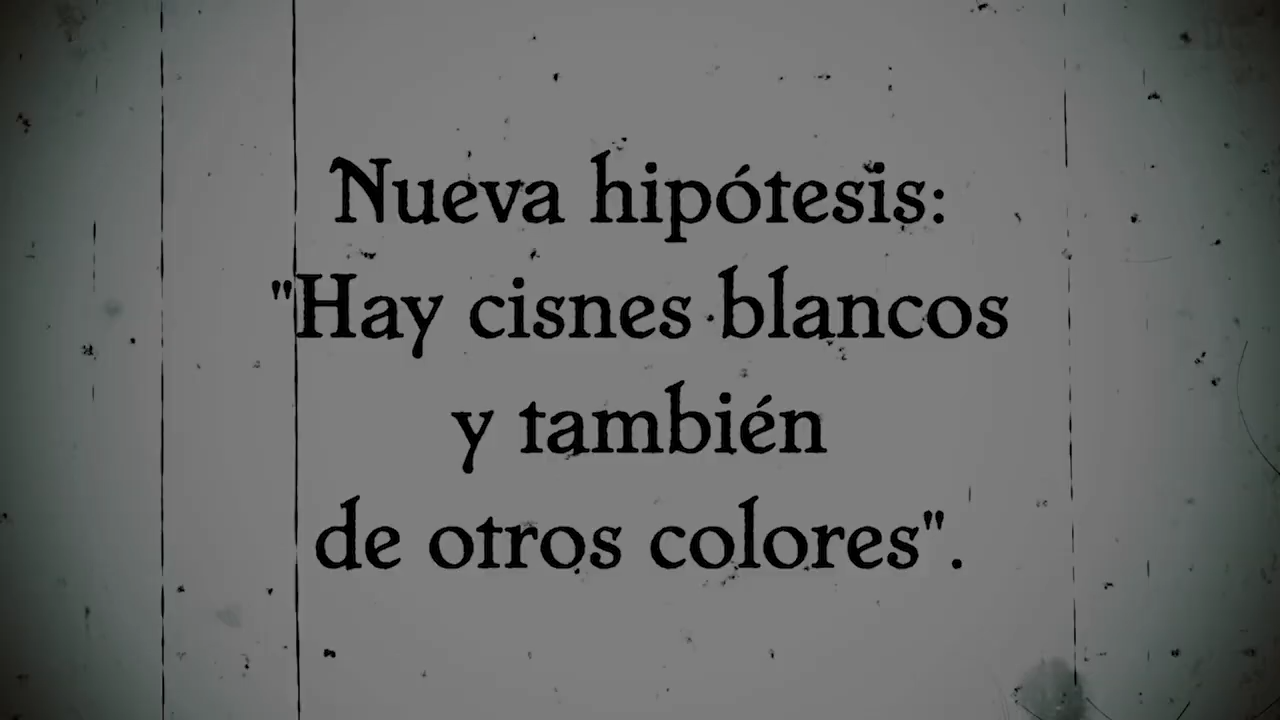 Nueva hipótesis:
"Hay cisnes blancos
y también
de otros colores".